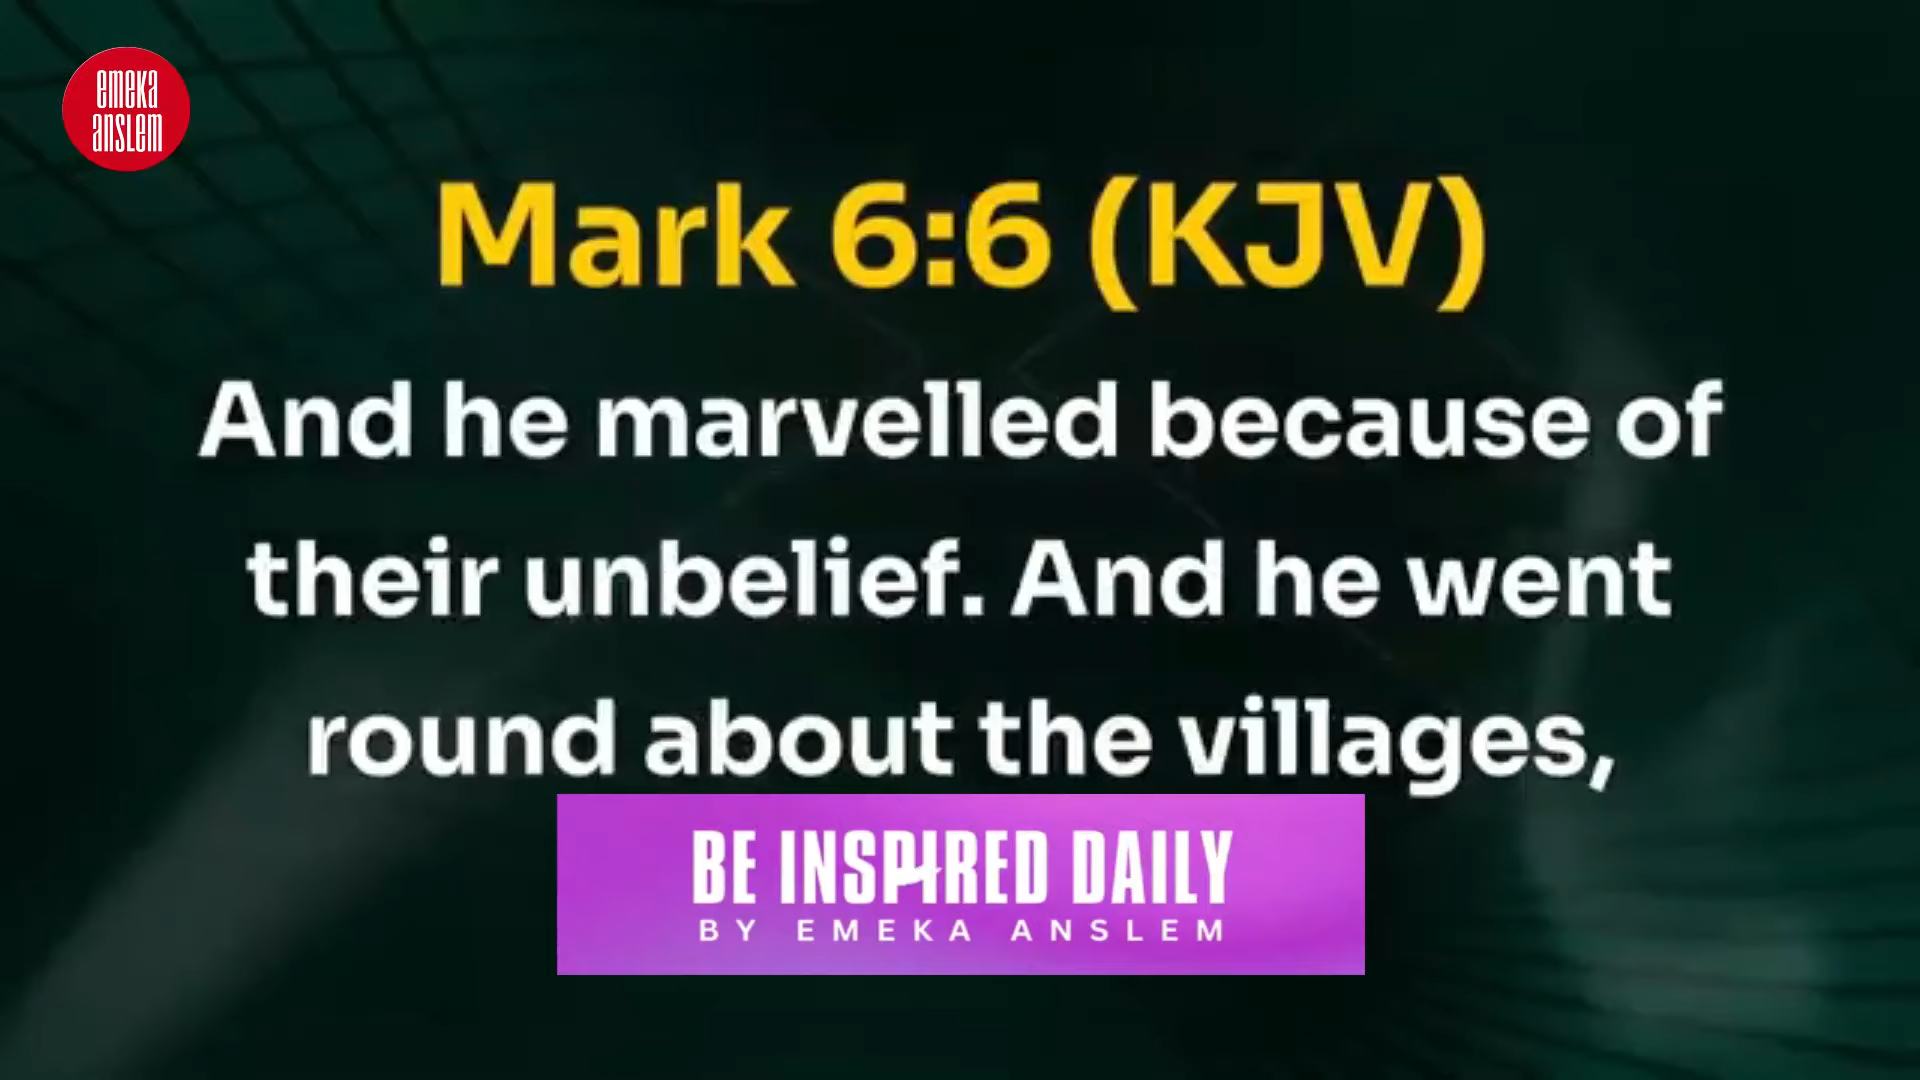 emeka
anslem
Mark 6:6 (KJV)
And he marvelled because of
their unbelief. And he went
round about the villages,
BE INSPIRED DAILY
BY EMEKA ANSLEM